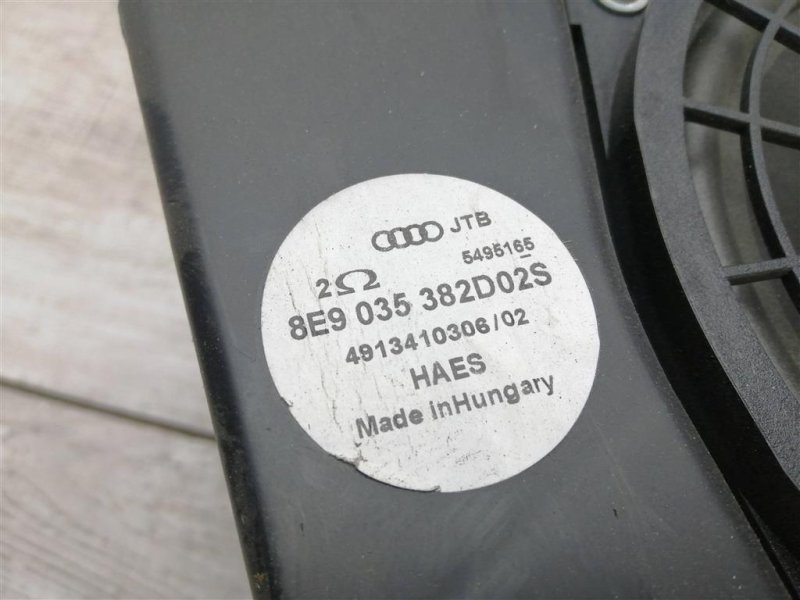 JTB
5495165
2Ω
8E9 035 382D02S
4913410306/02
HAES
Made inHungary